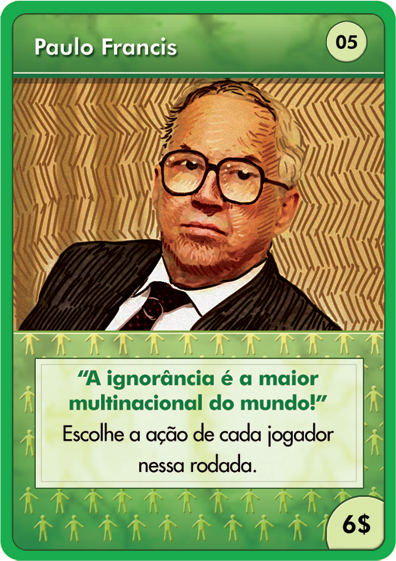 Paulo Francis
05
“A ignorância é a maior
multinacional do mundo!”
Escolhe a ação de cada jogador
nessa rodada.
6$